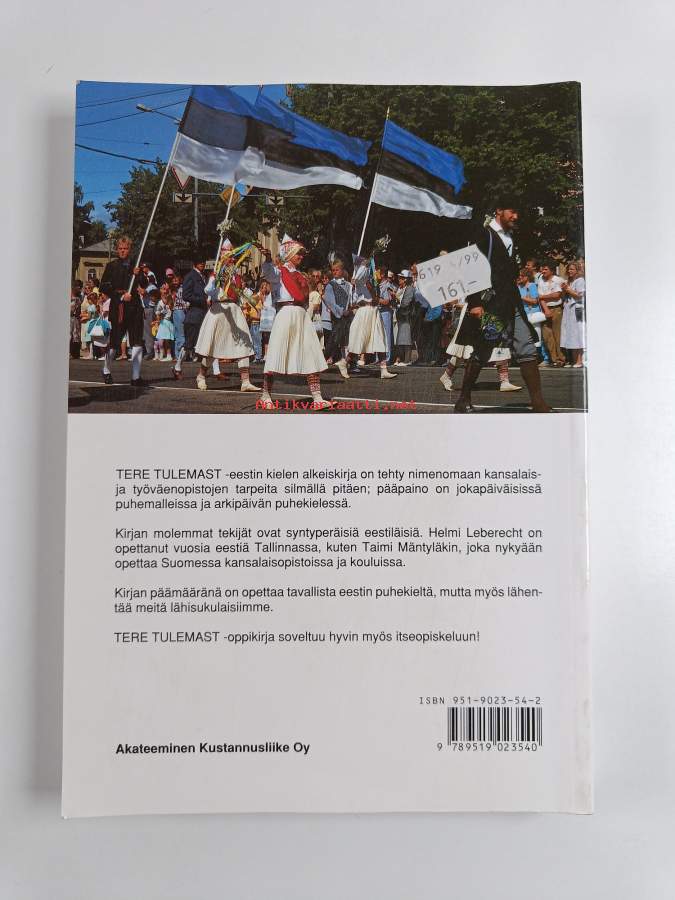 619 4/99
161.-
Antikvariaatti.net
TERE TULEMAST -eestin kielen alkeiskirja on tehty nimenomaan kansalais-
ja työväenopistojen tarpeita silmällä pitäen; pääpaino on jokapäiväisissä
puhemalleissa ja arkipäivän puhekielessä.
Kirjan molemmat tekijät ovat syntyperäisiä eestiläisiä. Helmi Leberecht on
opettanut vuosia eestiä Tallinnassa, kuten Taimi Mäntyläkin, joka nykyään
opettaa Suomessa kansalaisopistoissa ja kouluissa.
Kirjan päämääränä on opettaa tavallista eestin puhekieltä, mutta myös lähen-
tää meitä lähisukulaisiimme.
TERE TULEMAST -oppikirja soveltuu hyvin myös itseopiskeluun!
ISBN 951-9023-54-2
9 789519 023540
Akateeminen Kustannusliike Oy